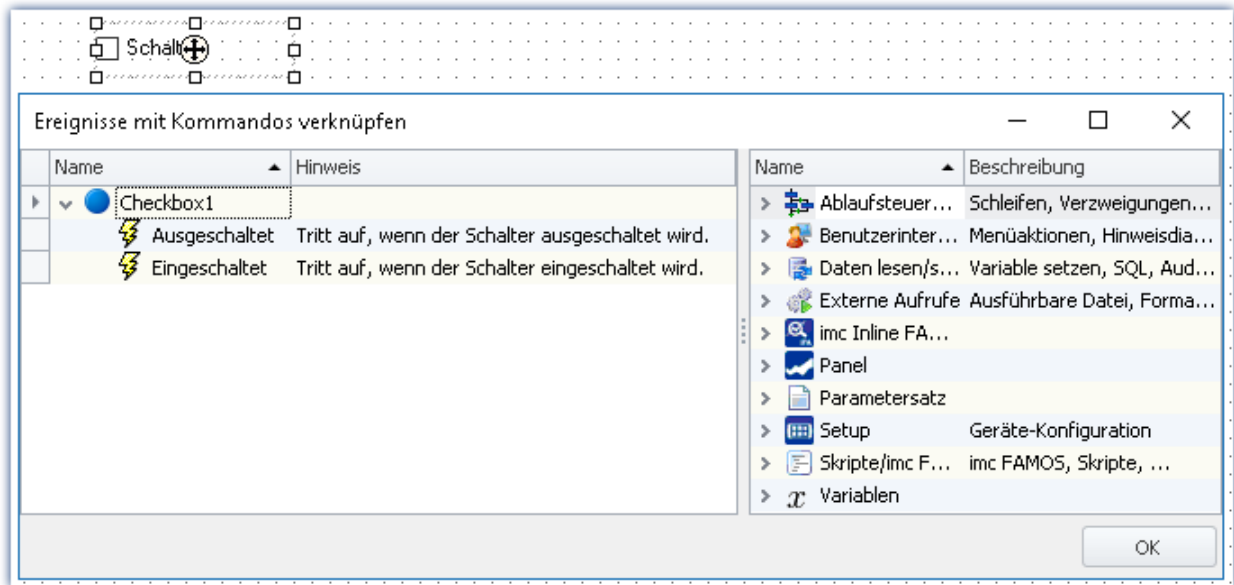 Schalt
Ereignisse mit Kommandos verknüpfen
Name Hinweis
Checkbox1
Ausgeschaltet Tritt auf, wenn der Schalter ausgeschaltet wird.
Eingeschaltet Tritt auf, wenn der Schalter eingeschaltet wird.
Name Beschreibung
Ablaufsteuer... Schleifen, Verzweigungen...
Benutzerinter... Menüaktionen, Hinweisdia...
Daten lesen/s... Variable setzen, SQL, Aud...
Externe Aufrufe Ausführbare Datei, Forma...
imc Inline FA...
Panel
Parametersatz
Setup Geräte-Konfiguration
Skripte/imc F... imc FAMOS, Skripte, ...
x Variablen
OK